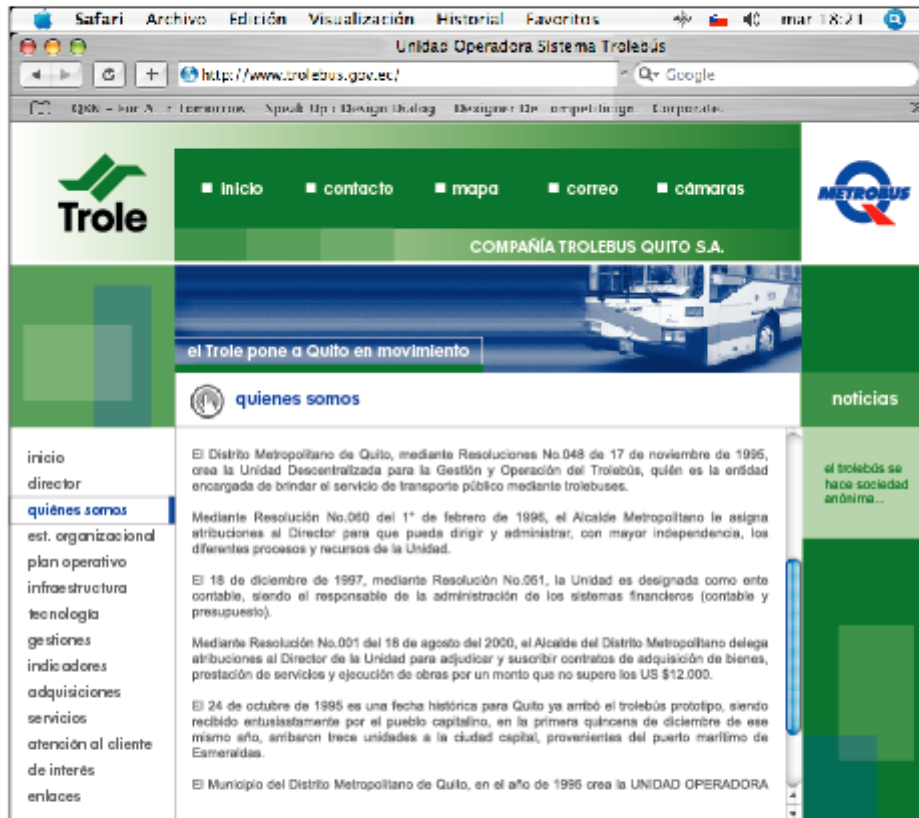 Safari Archivo Edición Visualización Historial Favoritos mar 18:21
Unidad Operadora Sistema Trolebús
http://www.trolebus.gov.ec/
Google
Speak Up Design Dialog Designer Corporate
Trole
inicio contacto mapa correo cámaras
METROBUS
COMPAÑÍA TROLEBUS QUITO S.A.
el Trole pone a Quito en movimiento
quienes somos
noticias
el trolebús se
hace sociedad
anónima...
inicio
director
quiénes somos
est. organizacional
plan operativo
infraestructura
tecnología
gestiones
indicadores
adquisiciones
servicios
atención al cliente
de interés
enlaces
El Distrito Metropolitano de Quito, mediante Resoluciones No.048 de 17 de noviembre de 1995,
crea la Unidad Descentralizada para la Gestión y Operación del Trolebús, quién es la entidad
encargada de brindar el servicio de transporte público mediante trolebuses.
Mediante Resolución No.060 del 1° de febrero de 1996, el Alcalde Metropolitano le asigna
atribuciones al Director para que pueda dirigir y administrar, con mayor independencia, los
diferentes procesos y recursos de la Unidad.
El 18 de diciembre de 1997, mediante Resolución No.051, la Unidad es designada como ente
contable, siendo el responsable de la administración de los sistemas financieros (contable y
presupuesto).
Mediante Resolución No.001 del 16 de agosto del 2000, el Alcalde del Distrito Metropolitano delega
atribuciones al Director de la Unidad para adjudicar y suscribir contratos de adquisición de bienes,
prestación de servicios y ejecución de obras por un monto que no supere los US $12.000.
El 24 de octubre de 1995 es una fecha histórica para Quito ya arribó el trolebús prototipo, siendo
recibido entusiastamente por el pueblo capitalino, en la primera quincena de diciembre de ese
mismo año, arribaron trece unidades a la ciudad capital, provenientes del puerto marítimo de
Esmeraldas.
El Municipio del Distrito Metropolitano de Quito, en el año de 1995 crea la UNIDAD OPERADORA